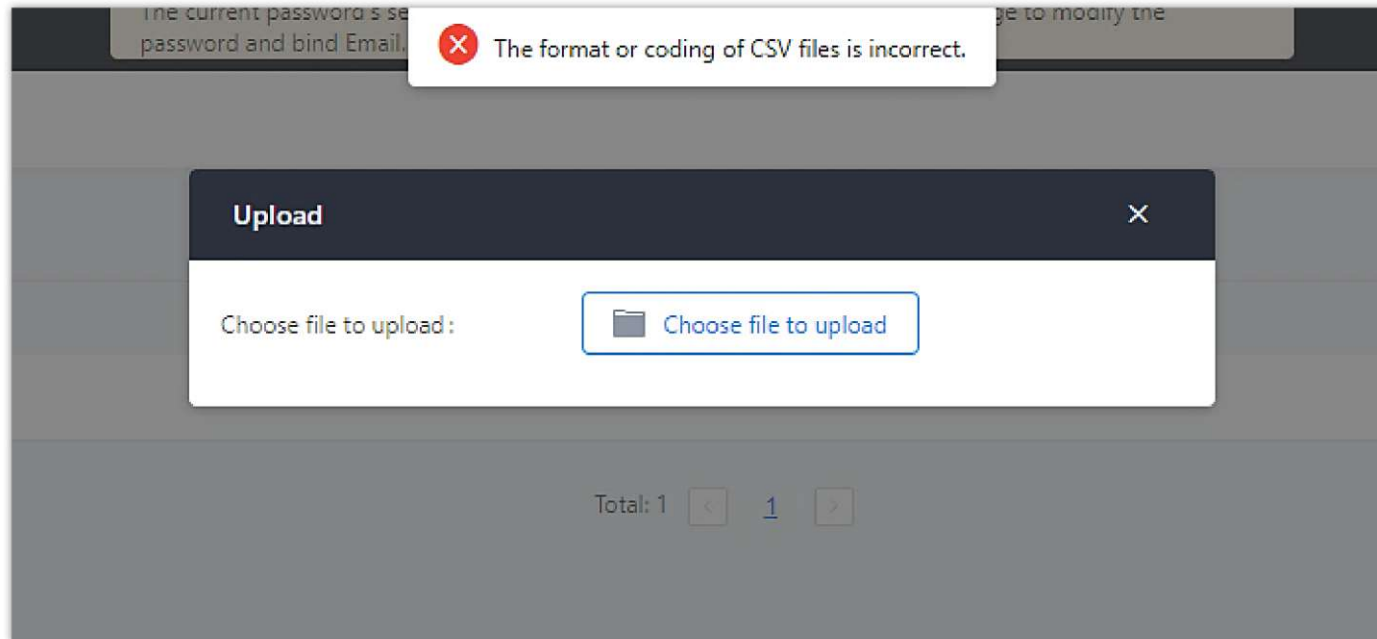 The current password's se
ge to modify the
password and bind Email.
The format or coding of CSV files is incorrect.
Upload
Choose file to upload :
Choose file to upload
Total: 1 < 1 >